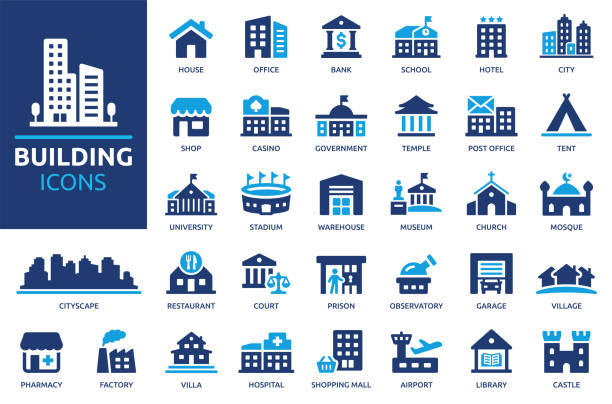 BUILDING
ICONS
HOUSE
OFFICE
BANK
SCHOOL
HOTEL
CITY
SHOP
CASINO
GOVERNMENT
TEMPLE
POST OFFICE
TENT
UNIVERSITY
STADIUM
WAREHOUSE
MUSEUM
CHURCH
MOSQUE
CITYSCAPE
RESTAURANT
COURT
PRISON
OBSERVATORY
GARAGE
VILLAGE
PHARMACY
FACTORY
VILLA
HOSPITAL
SHOPPING MALL
AIRPORT
LIBRARY
CASTLE